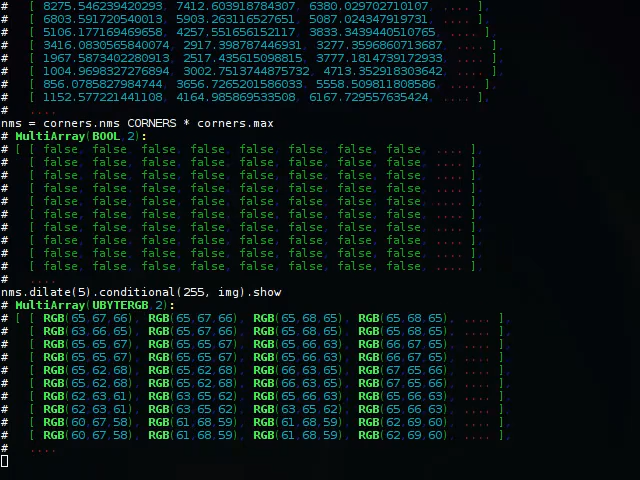 #   [ 8275.546239420293, 7412.603918784307, 6380.029702710107, .... ],
#   [ 6803.591720540013, 5903.263116527651, 5087.024347919731, .... ],
#   [ 5106.177169469658, 4257.551656152117, 3833.3439440510765, .... ],
#   [ 3416.0830565840074, 2917.398787446931, 3277.3596860713687, .... ],
#   [ 1967.5873402280913, 2517.435615098815, 3777.1814739172933, .... ],
#   [ 1004.9698327276894, 3002.7513744875732, 4713.352918303642, .... ],
#   [ 856.0785827984744, 3656.7265201586033, 5558.509811808586, .... ],
#   [ 1152.577221441108, 4164.985869533508, 6167.729557635424, .... ],
#   ....
nms = corners.nms CORNERS * corners.max
# MultiArray(BOOL,2):
# [ [ false, false, false, false, false, false, false, false, .... ],
#   [ false, false, false, false, false, false, false, false, .... ],
#   [ false, false, false, false, false, false, false, false, .... ],
#   [ false, false, false, false, false, false, false, false, .... ],
#   [ false, false, false, false, false, false, false, false, .... ],
#   [ false, false, false, false, false, false, false, false, .... ],
#   [ false, false, false, false, false, false, false, false, .... ],
#   [ false, false, false, false, false, false, false, false, .... ],
#   [ false, false, false, false, false, false, false, false, .... ],
#   [ false, false, false, false, false, false, false, false, .... ],
#   ....
nms.dilate(5).conditional(255, img).show
# MultiArray(UBYTERGB,2):
# [ [ RGB(65,67,66), RGB(65,67,66), RGB(65,68,65), RGB(65,68,65), .... ],
#   [ RGB(63,66,65), RGB(65,67,66), RGB(65,68,65), RGB(65,68,65), .... ],
#   [ RGB(65,65,67), RGB(65,65,67), RGB(65,66,63), RGB(66,67,65), .... ],
#   [ RGB(65,65,67), RGB(65,65,67), RGB(65,66,63), RGB(66,67,65), .... ],
#   [ RGB(65,62,68), RGB(65,62,68), RGB(66,63,65), RGB(67,65,66), .... ],
#   [ RGB(65,62,68), RGB(65,62,68), RGB(66,63,65), RGB(67,65,66), .... ],
#   [ RGB(62,63,61), RGB(63,65,62), RGB(63,65,62), RGB(65,66,63), .... ],
#   [ RGB(62,63,61), RGB(63,65,62), RGB(63,65,62), RGB(65,66,63), .... ],
#   [ RGB(60,67,58), RGB(61,68,59), RGB(61,68,59), RGB(62,69,60), .... ],
#   [ RGB(60,67,58), RGB(61,68,59), RGB(61,68,59), RGB(62,69,60), .... ],
#   ....